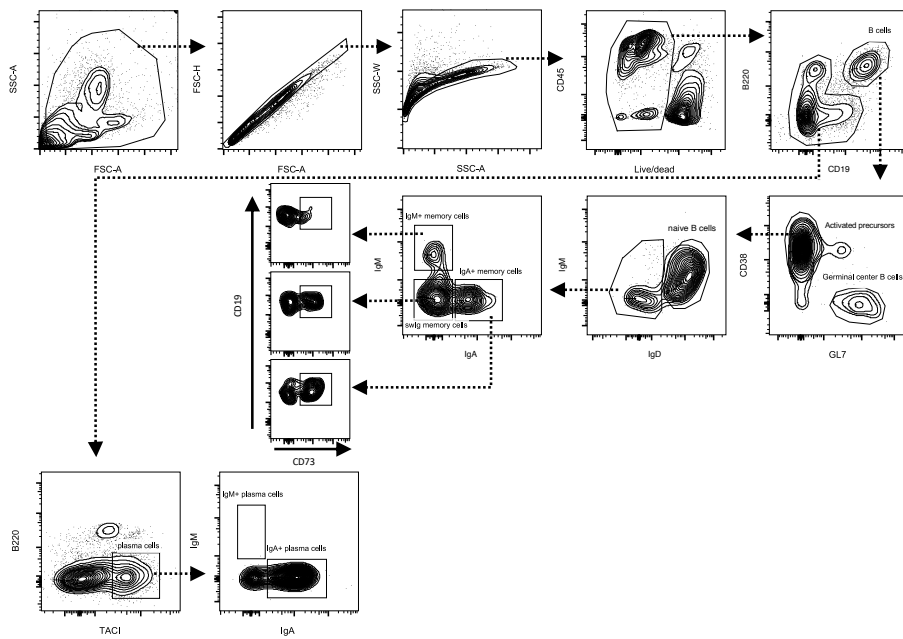 SSC-A
FSC-A
FSC-H
FSC-A
SSC-W
SSC-A
CD45
Live/dead
B220
B cells
CD19
CD19
CD73
IgM
IgM+ memory cells
IgA+ memory cells
swIg memory cells
IgA
IgM
naive B cells
IgD
CD38
Activated precursors
Germinal center B cells
GL7
B220
plasma cells
TACI
IgM
IgM+ plasma cells
IgA+ plasma cells
IgA